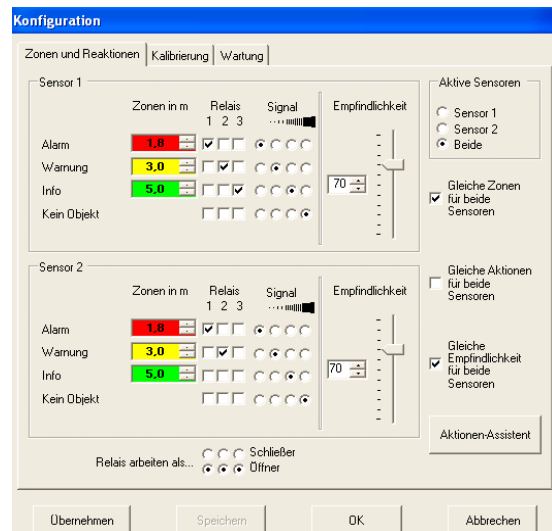 Konfiguration
Zonen und Reaktionen Kalibrierung Wartung
Sensor 1
Zonen in m Relais Signal Empfindlichkeit
1 2 3
Alarm 1,8
Warnung 3,0
Info 5,0 70
Kein Objekt
Aktive Sensoren
Sensor 1
Sensor 2
Beide
Gleiche Zonen
für beide
Sensoren
Sensor 2
Zonen in m Relais Signal Empfindlichkeit
1 2 3
Alarm 1,8
Warnung 3,0
Info 5,0 70
Kein Objekt
Gleiche Aktionen
für beide
Sensoren
Gleiche
Empfindlichkeit
für beide
Sensoren
Aktionen-Assistent
Relais arbeiten als... Schließer
Öffner
Übernehmen Speichern OK Abbrechen